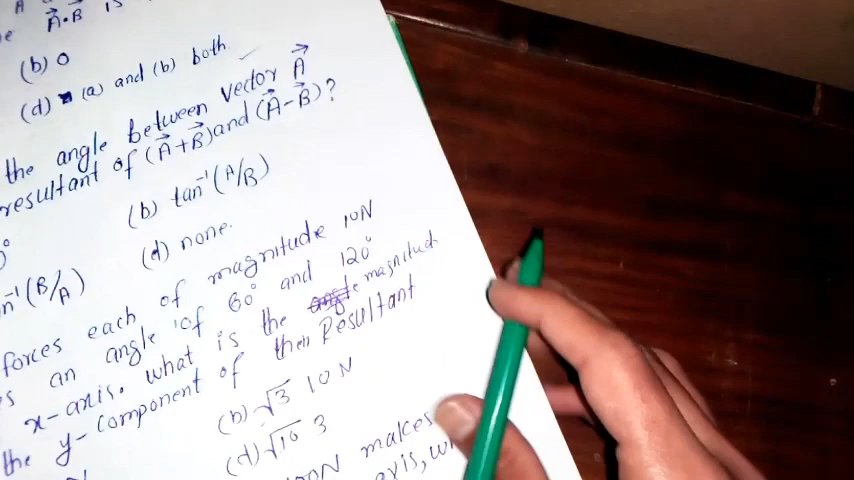 A⃗•B⃗ is
(b) 0
(d) (a) and (b) both
the angle between vector A⃗
resultant of (A⃗+B⃗) and (A⃗-B⃗)?
(b) tan⁻¹(A/B)
n⁻¹(B/A)
(d) none.
forces each of magnitude 10N
an angle of 60° and 120°
x-axis. what is the magnitud
the y-component of their Resultant
(b) √3 10 N
(d) √10 3
00N makes
axis, w